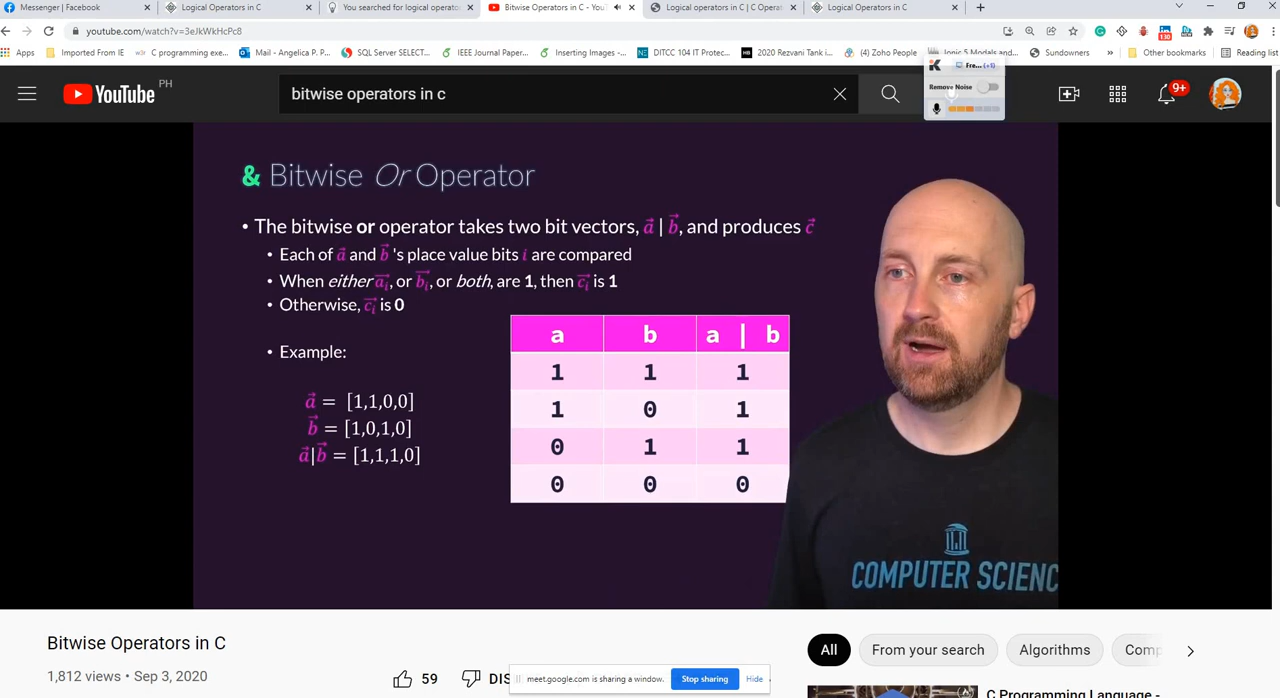 Messenger | Facebook
Logical Operators in C
You searched for logical operato
Bitwise Operators in C - You
Logical operators in C | C Operat
Logical Operators in C
youtube.com/watch?v=3eJkWkHcPc8
130
Apps
Imported From IE
C programming exe...
Mail - Angelica P. P...
SQL Server SELECT...
IEEE Journal Paper...
Inserting Images -...
DITCC 104 IT Protec...
2020 Rezvani Tank i...
(4) Zoho People
Ionic 5 Modals and...
Sundowners
»
Other bookmarks
Reading list
Fre... (+1)
Remove Noise
YouTube PH
bitwise operators in c
9+
& Bitwise Or Operator
• The bitwise or operator takes two bit vectors, a⃗ | b⃗, and produces c⃗
• Each of a⃗ and b⃗ 's place value bits i are compared
• When either a⃗ᵢ, or b⃗ᵢ, or both, are 1, then c⃗ᵢ is 1
• Otherwise, c⃗ᵢ is 0
• Example:
a⃗ = [1,1,0,0]
b⃗ = [1,0,1,0]
a⃗|b⃗ = [1,1,1,0]
a b a | b
1 1 1
1 0 1
0 1 1
0 0 0
COMPUTER SCIENC
Bitwise Operators in C
1,812 views • Sep 3, 2020
59
DIS
meet.google.com is sharing a window.
Stop sharing
Hide
All
From your search
Algorithms
Comp
C Programming Language -